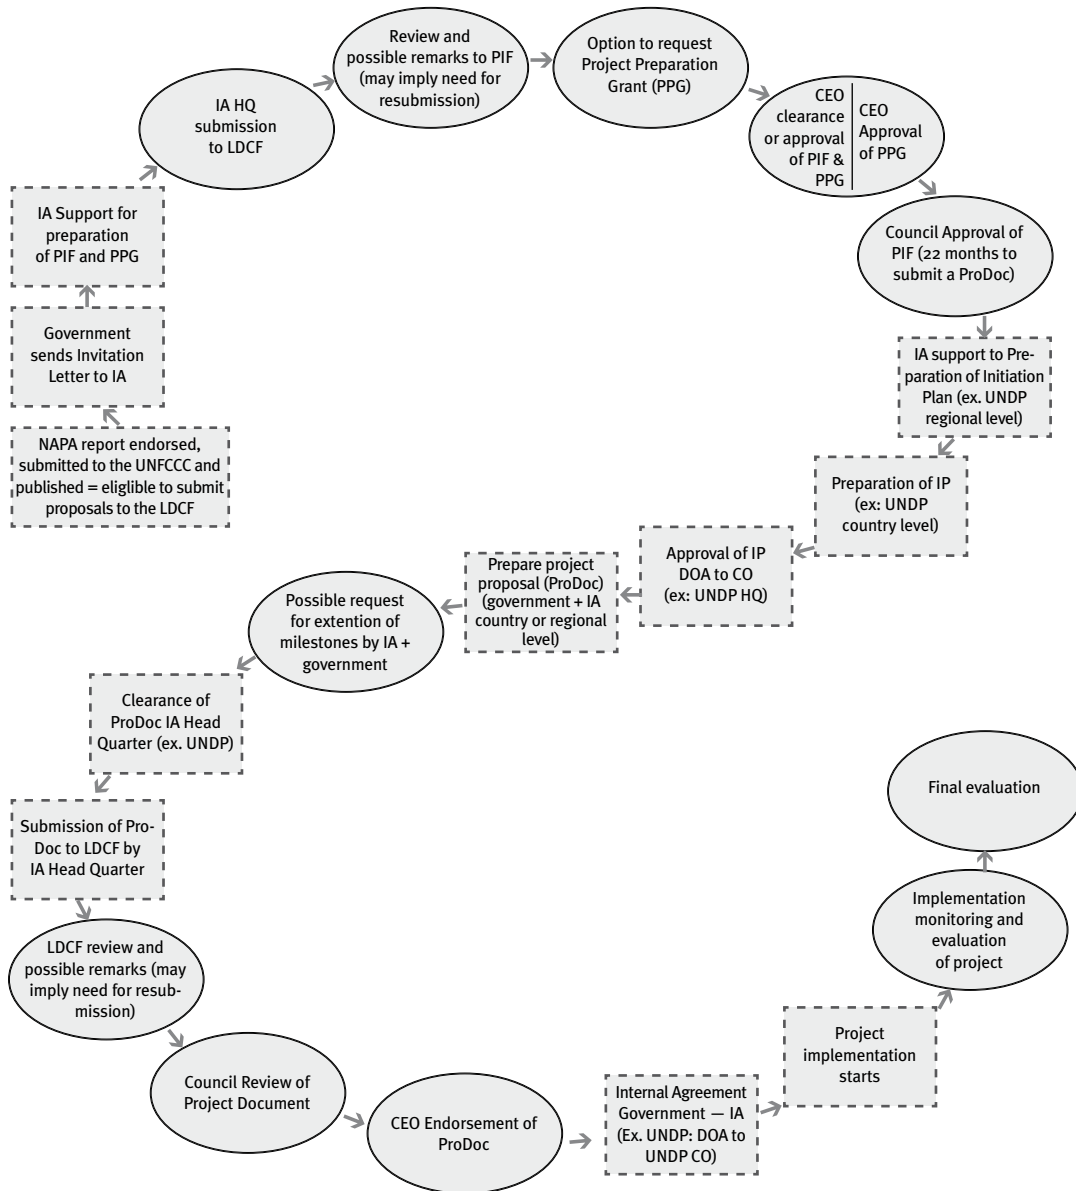 NAPA report endorsed,
submitted to the UNFCCC and
published = eliglible to submit
proposals to the LDCF
Government
sends Invitation
Letter to IA
IA Support for
preparation
of PIF and PPG
IA HQ
submission
to LDCF
Review and
possible remarks to PIF
(may imply need for
resubmission)
Option to request
Project Preparation
Grant (PPG)
CEO
clearance
or approval
of PIF &
PPG
CEO
Approval
of PPG
Council Approval of
PIF (22 months to
submit a ProDoc)
IA support to Pre-
paration of Initiation
Plan (ex. UNDP
regional level)
Preparation of IP
(ex: UNDP
country level)
Approval of IP
DOA to CO
(ex: UNDP HQ)
Prepare project
proposal (ProDoc)
(government + IA
country or regional
level)
Possible request
for extention of
milestones by IA +
government
Clearance of
ProDoc IA Head
Quarter (ex. UNDP)
Submission of Pro-
Doc to LDCF by
IA Head Quarter
LDCF review and
possible remarks (may
imply need for resub-
mission)
Council Review of
Project Document
CEO Endorsement of
ProDoc
Internal Agreement
Government — IA
(Ex. UNDP: DOA to
UNDP CO)
Project
implementation
starts
Implementation
monitoring and
evaluation
of project
Final evaluation